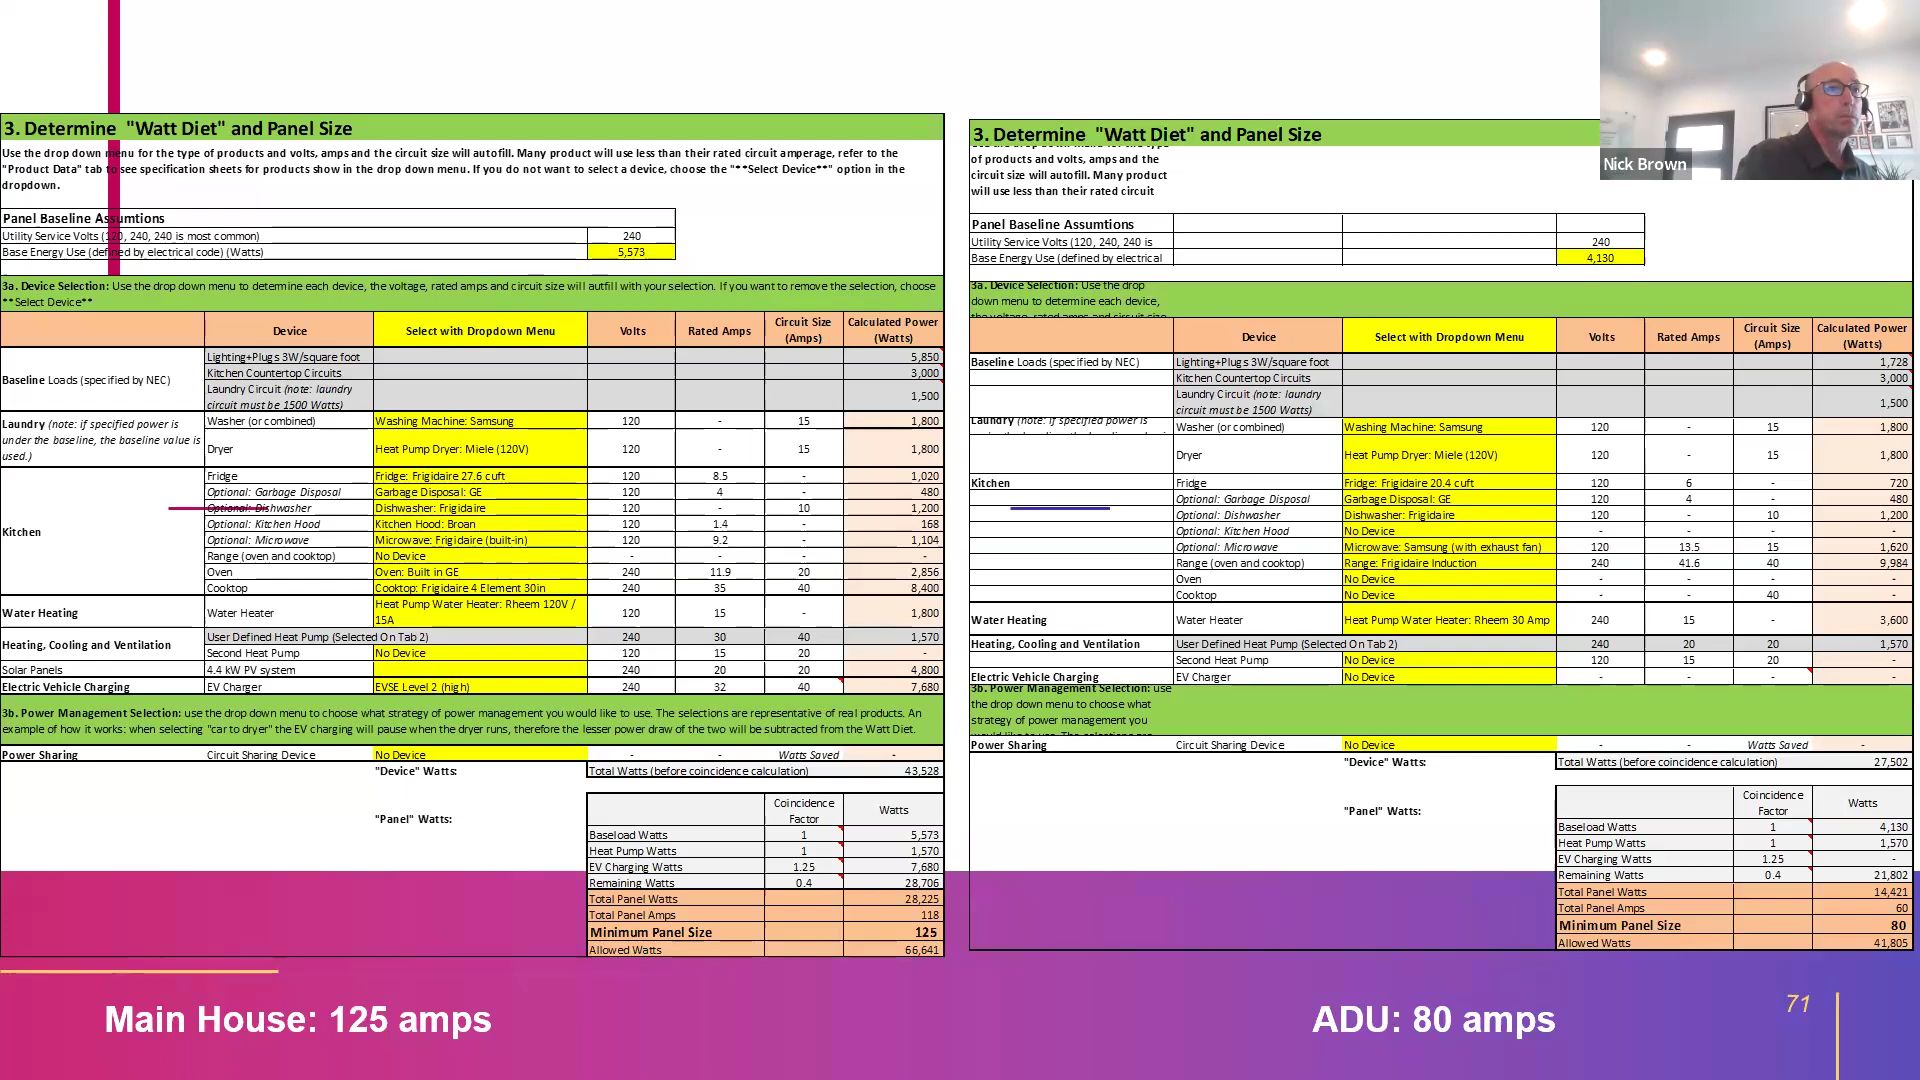 3. Determine "Watt Diet" and Panel Size
Use the drop down menu for the type of products and volts, amps and the circuit size will autofill. Many product will use less than their rated circuit amperage, refer to the
"Product Data" tab to see specification sheets for products show in the drop down menu. If you do not want to select a device, choose the "**Select Device**" option in the
dropdown.
Panel Baseline Assumtions
Utility Service Volts (120, 240, 240 is most common) 240
Base Energy Use (defined by electrical code) (Watts) 5,573
3a. Device Selection: Use the drop down menu to determine each device, the voltage, rated amps and circuit size will autfill with your selection. If you want to remove the selection, choose
**Select Device**
Device Select with Dropdown Menu Volts Rated Amps Circuit Size (Amps) Calculated Power (Watts)
Baseline Loads (specified by NEC)
Lighting+Plugs 3W/square foot 5,850
Kitchen Countertop Circuits 3,000
Laundry Circuit (note: laundry circuit must be 1500 Watts) 1,500
Laundry (note: if specified power is under the baseline, the baseline value is used.)
Washer (or combined) Washing Machine: Samsung 120 - 15 1,800
Dryer Heat Pump Dryer: Miele (120V) 120 - 15 1,800
Kitchen
Fridge Fridge: Frigidaire 27.6 cuft 120 8.5 - 1,020
Optional: Garbage Disposal Garbage Disposal: GE 120 4 - 480
Optional: Dishwasher Dishwasher: Frigidaire 120 - 10 1,200
Optional: Kitchen Hood Kitchen Hood: Broan 120 1.4 - 168
Optional: Microwave Microwave: Frigidaire (built-in) 120 9.2 - 1,104
Range (oven and cooktop) No Device - - - -
Oven Oven: Built in GE 240 11.9 20 2,856
Cooktop Cooktop: Frigidaire 4 Element 30in 240 35 40 8,400
Water Heating Water Heater Heat Pump Water Heater: Rheem 120V / 15A 120 15 - 1,800
Heating, Cooling and Ventilation
User Defined Heat Pump (Selected On Tab 2) 240 30 40 1,570
Second Heat Pump No Device 120 15 20 -
Solar Panels 4.4 kW PV system 240 20 20 4,800
Electric Vehicle Charging EV Charger EVSE Level 2 (high) 240 32 40 7,680
3b. Power Management Selection: use the drop down menu to choose what strategy of power management you would like to use. The selections are representative of real products. An
example of how it works: when selecting "car to dryer" the EV charging will pause when the dryer runs, therefore the lesser power draw of the two will be subtracted from the Watt Diet.
Power Sharing Circuit Sharing Device No Device - - Watts Saved -
"Device" Watts: Total Watts (before coincidence calculation) 43,528
"Panel" Watts:
Coincidence Factor Watts
Baseload Watts 1 5,573
Heat Pump Watts 1 1,570
EV Charging Watts 1.25 7,680
Remaining Watts 0.4 28,706
Total Panel Watts 28,225
Total Panel Amps 118
Minimum Panel Size 125
Allowed Watts 66,641
Main House: 125 amps
3. Determine "Watt Diet" and Panel Size
of products and volts, amps and the
circuit size will autofill. Many product
will use less than their rated circuit
Panel Baseline Assumtions
Utility Service Volts (120, 240, 240 is 240
Base Energy Use (defined by electrical 4,130
3a. Device Selection: Use the drop
down menu to determine each device,
the voltage, rated amps and circuit size
Device Select with Dropdown Menu Volts Rated Amps Circuit Size (Amps) Calculated Power (Watts)
Baseline Loads (specified by NEC) Lighting+Plugs 3W/square foot 1,728
Kitchen Countertop Circuits 3,000
Laundry Circuit (note: laundry circuit must be 1500 Watts) 1,500
Laundry (note: if specified power is
Washer (or combined) Washing Machine: Samsung 120 - 15 1,800
Dryer Heat Pump Dryer: Miele (120V) 120 - 15 1,800
Kitchen Fridge Fridge: Frigidaire 20.4 cuft 120 6 - 720
Optional: Garbage Disposal Garbage Disposal: GE 120 4 - 480
Optional: Dishwasher Dishwasher: Frigidaire 120 - 10 1,200
Optional: Kitchen Hood No Device - - - -
Optional: Microwave Microwave: Samsung (with exhaust fan) 120 13.5 15 1,620
Range (oven and cooktop) Range: Frigidaire Induction 240 41.6 40 9,984
Oven No Device - - - -
Cooktop No Device - - 40 -
Water Heating Water Heater Heat Pump Water Heater: Rheem 30 Amp 240 15 - 3,600
Heating, Cooling and Ventilation User Defined Heat Pump (Selected On Tab 2) 240 20 20 1,570
Second Heat Pump No Device 120 15 20 -
Electric Vehicle Charging EV Charger No Device - - - -
3b. Power Management Selection: use
the drop down menu to choose what
strategy of power management you
Power Sharing Circuit Sharing Device No Device - - Watts Saved -
"Device" Watts: Total Watts (before coincidence calculation) 27,502
"Panel" Watts:
Coincidence Factor Watts
Baseload Watts 1 4,130
Heat Pump Watts 1 1,570
EV Charging Watts 1.25 -
Remaining Watts 0.4 21,802
Total Panel Watts 14,421
Total Panel Amps 60
Minimum Panel Size 80
Allowed Watts 41,805
ADU: 80 amps
71
Nick Brown